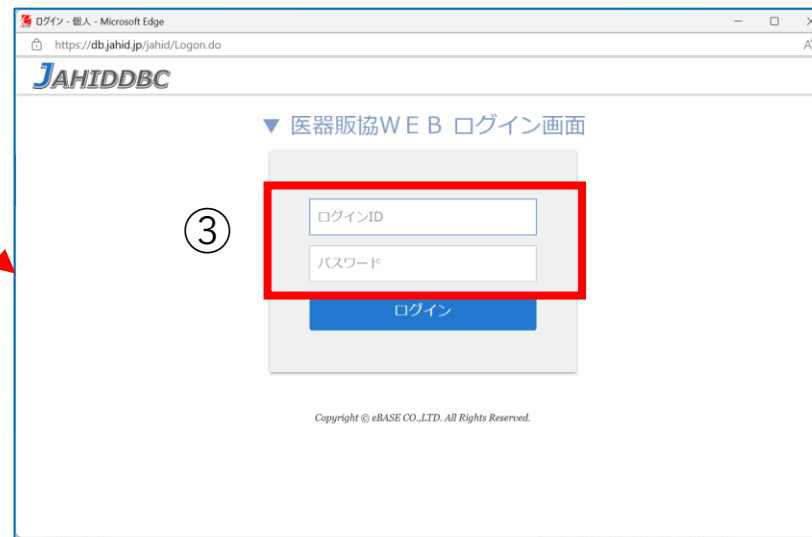 ログイン - 個人 - Microsoft Edge
https://db.jahid.jp/jahid/Logon.do
JAHIDDBC
▼ 医器販協ＷＥＢ ログイン画面
③
ログインID
パスワード
ログイン
Copyright © eBASE CO.,LTD. All Rights Reserved.